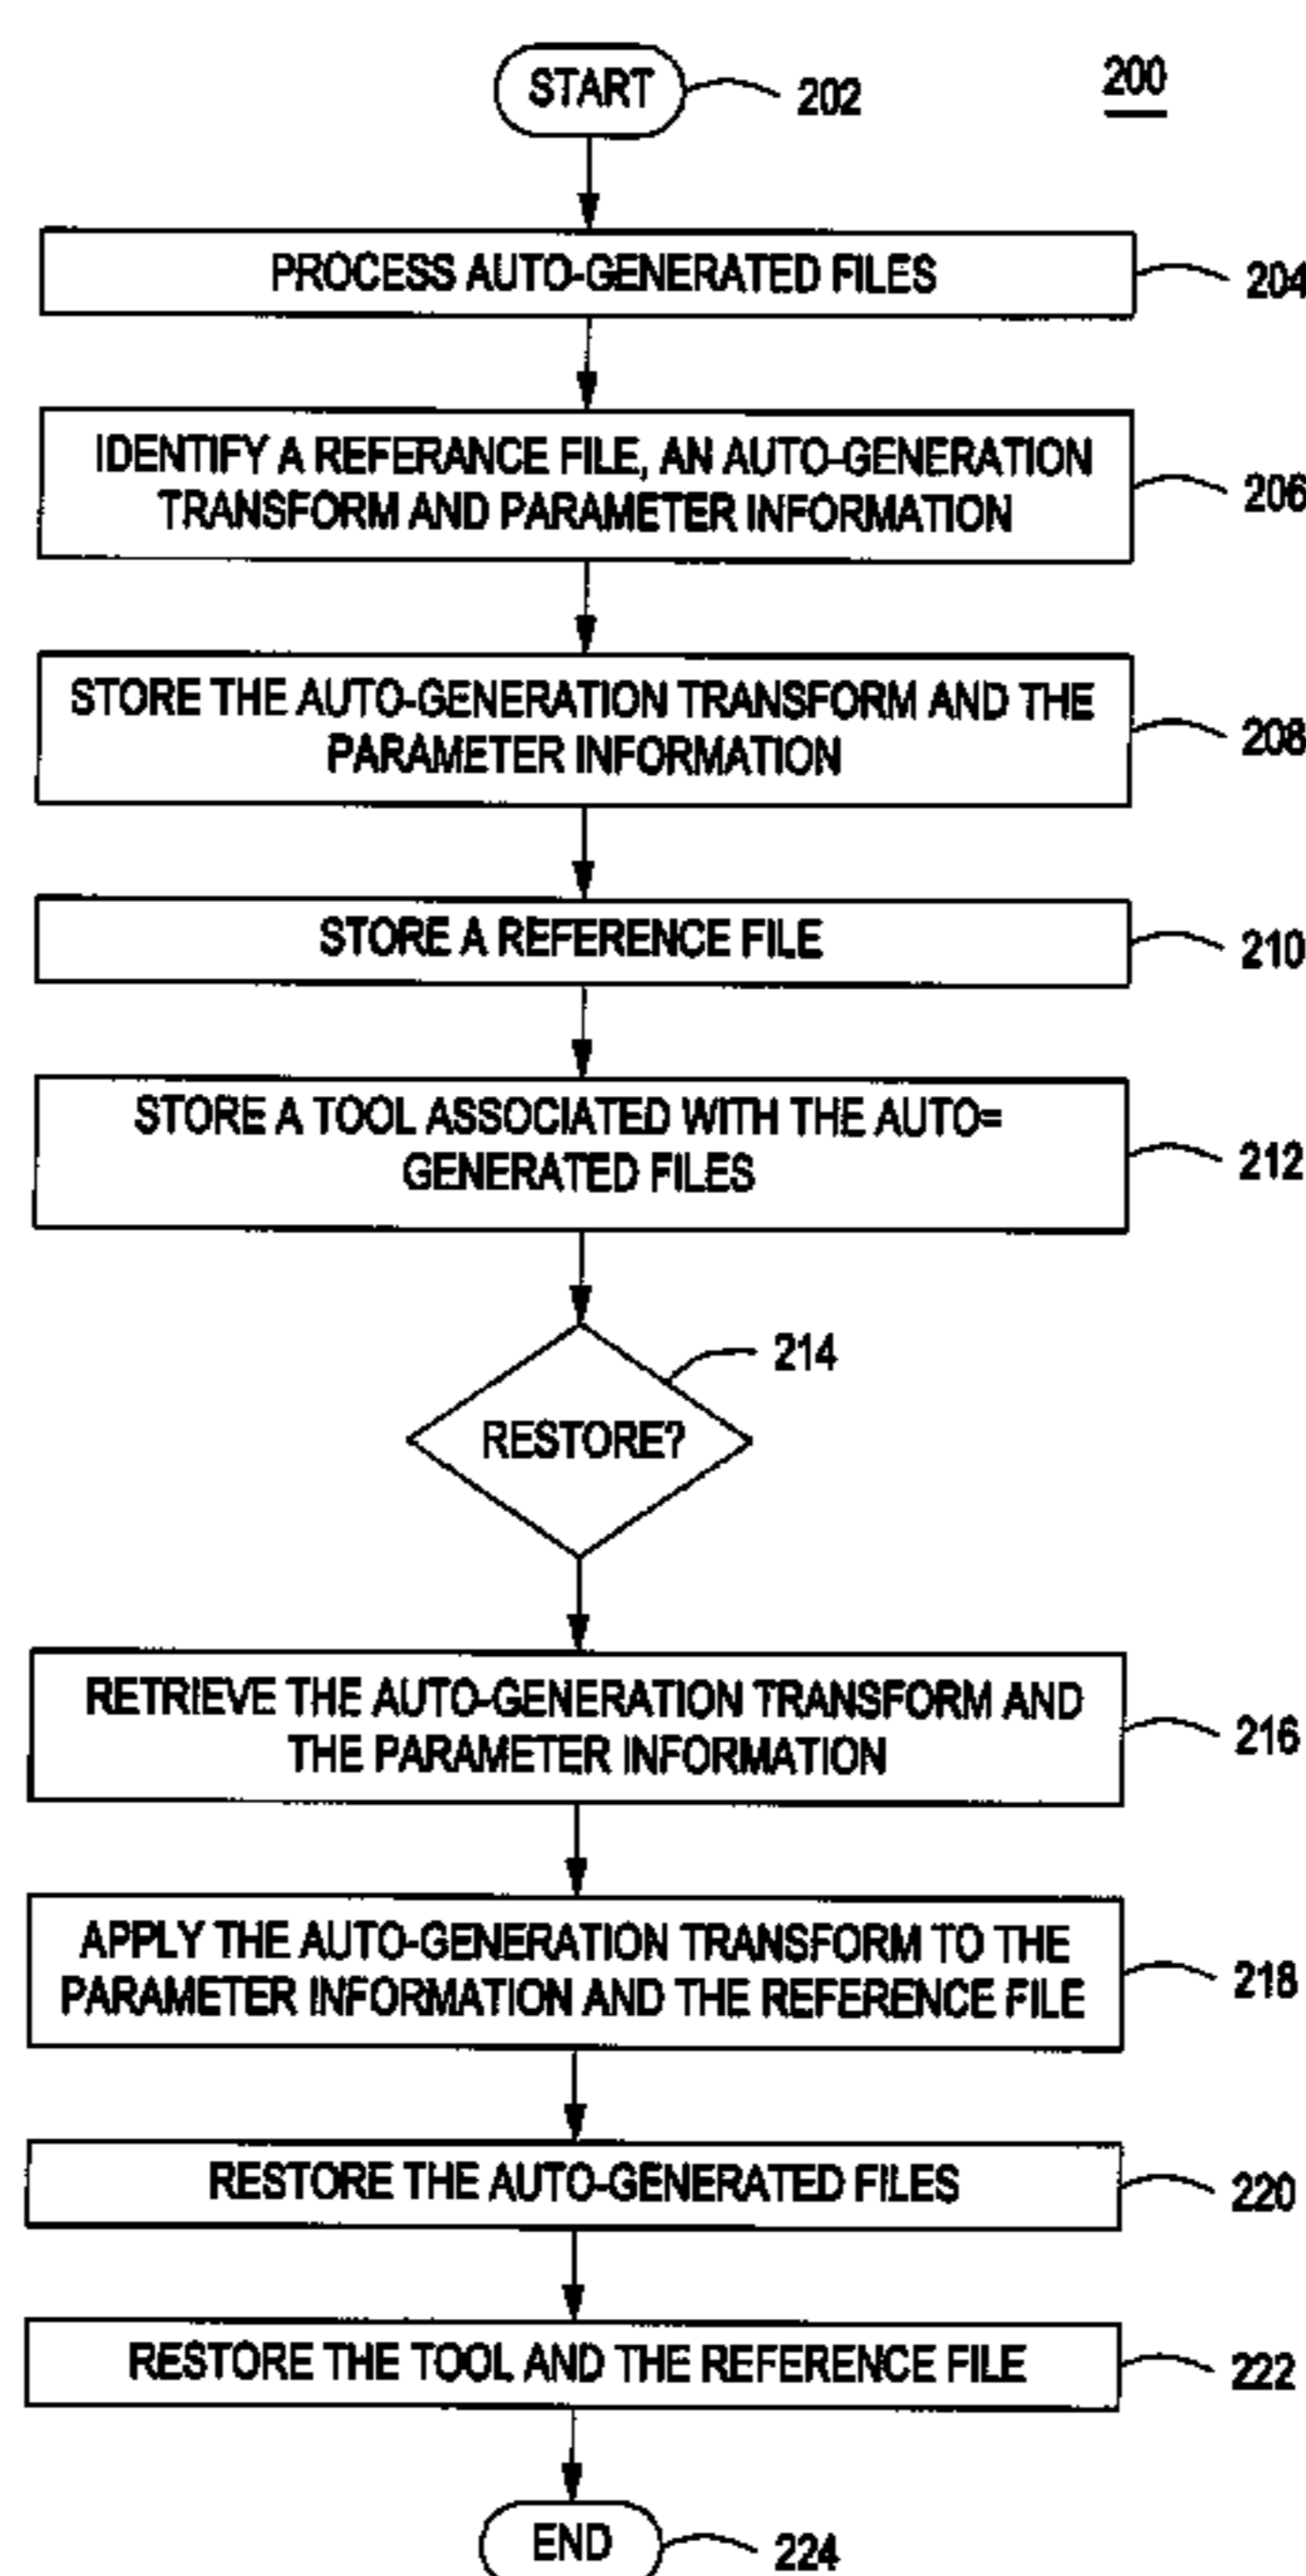 START
202
200
PROCESS AUTO-GENERATED FILES
204
IDENTIFY A REFERANCE FILE, AN AUTO-GENERATION
TRANSFORM AND PARAMETER INFORMATION
206
STORE THE AUTO-GENERATION TRANSFORM AND THE
PARAMETER INFORMATION
208
STORE A REFERENCE FILE
210
STORE A TOOL ASSOCIATED WITH THE AUTO=
GENERATED FILES
212
214
RESTORE?
RETRIEVE THE AUTO-GENERATION TRANSFORM AND
THE PARAMETER INFORMATION
216
APPLY THE AUTO-GENERATION TRANSFORM TO THE
PARAMETER INFORMATION AND THE REFERENCE FILE
218
RESTORE THE AUTO-GENERATED FILES
220
RESTORE THE TOOL AND THE REFERENCE FILE
222
END
224